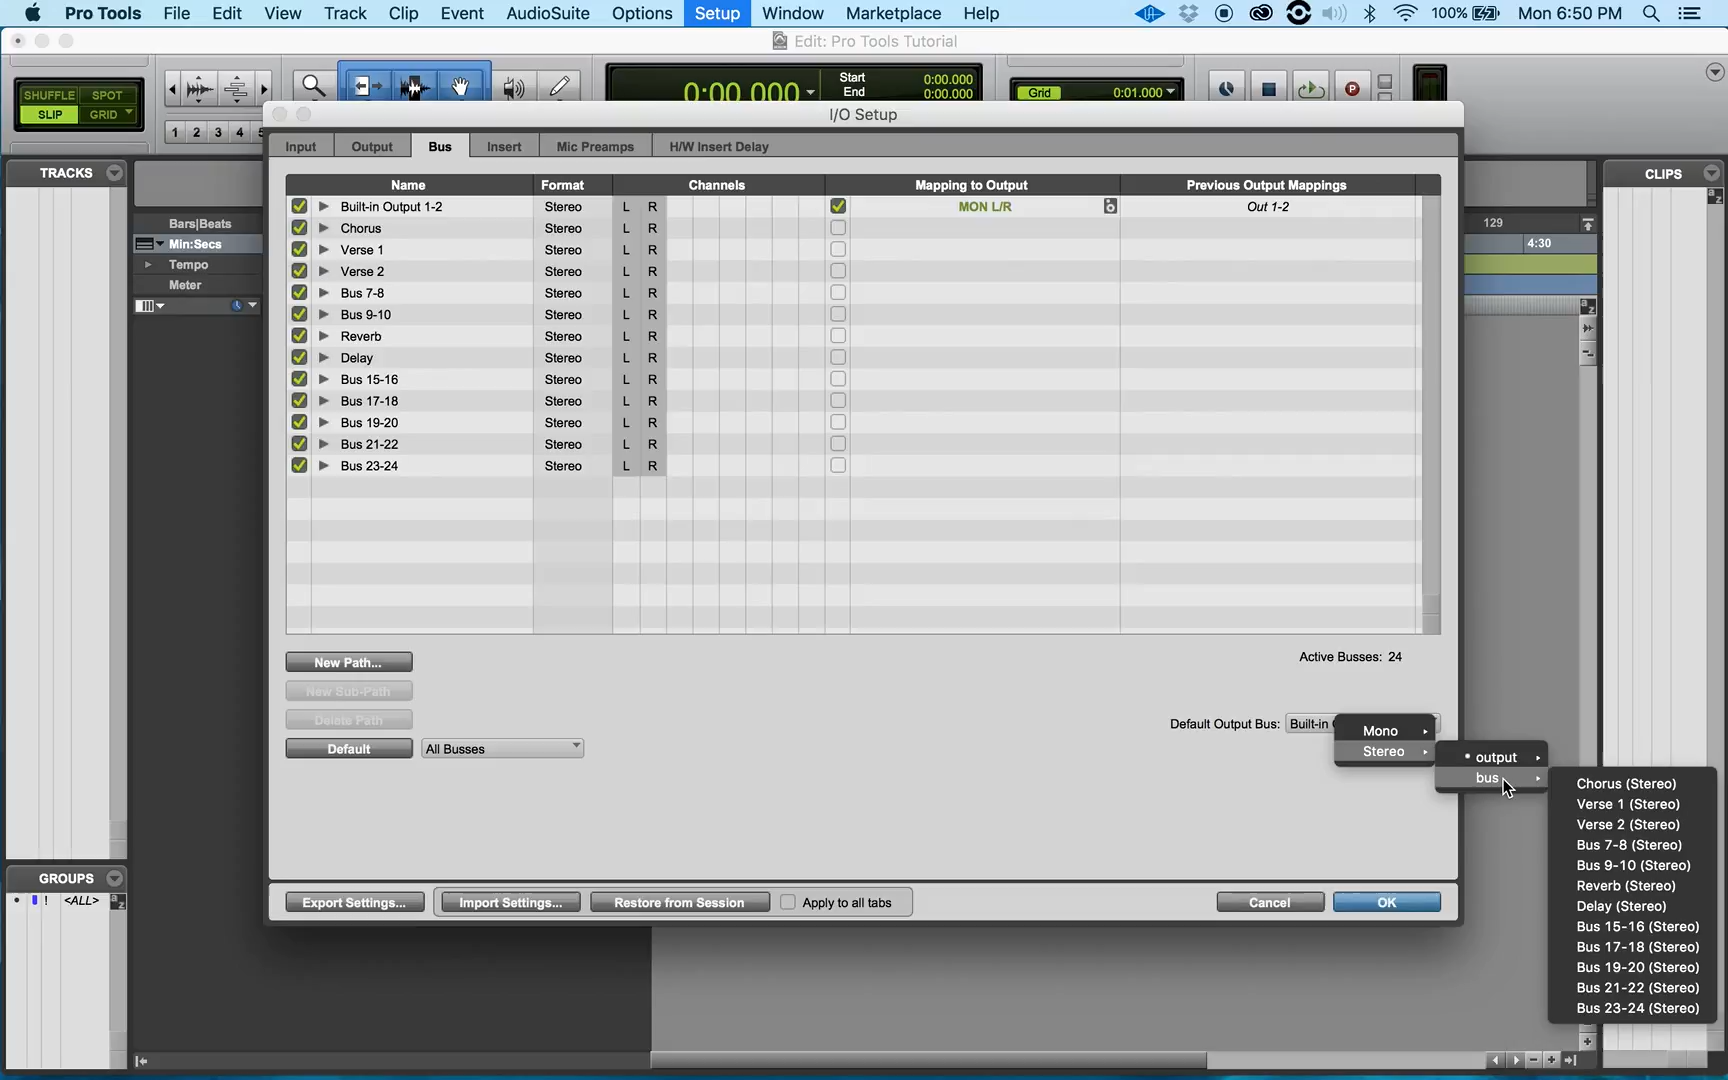 Pro Tools File Edit View Track Clip Event AudioSuite Options Setup Window Marketplace Help 100% Mon 6:50 PM
Edit: Pro Tools Tutorial
SHUFFLE SPOT
SLIP GRID
1 2 3 4 5
0:00.000
Start 0:00.000
End 0:00.000
Grid 0:01.000
I/O Setup
TRACKS
CLIPS
Bars|Beats
Min:Secs
Tempo
Meter
129
4:30
Input Output Bus Insert Mic Preamps H/W Insert Delay
Name Format Channels Mapping to Output Previous Output Mappings
Built-in Output 1-2 Stereo L R MON L/R Out 1-2
Chorus Stereo L R
Verse 1 Stereo L R
Verse 2 Stereo L R
Bus 7-8 Stereo L R
Bus 9-10 Stereo L R
Reverb Stereo L R
Delay Stereo L R
Bus 15-16 Stereo L R
Bus 17-18 Stereo L R
Bus 19-20 Stereo L R
Bus 21-22 Stereo L R
Bus 23-24 Stereo L R
New Path...
New Sub-Path
Delete Path
Default All Busses
Active Busses: 24
Default Output Bus: Built-in
Mono
Stereo
output
bus
Chorus (Stereo)
Verse 1 (Stereo)
Verse 2 (Stereo)
Bus 7-8 (Stereo)
Bus 9-10 (Stereo)
Reverb (Stereo)
Delay (Stereo)
Bus 15-16 (Stereo)
Bus 17-18 (Stereo)
Bus 19-20 (Stereo)
Bus 21-22 (Stereo)
Bus 23-24 (Stereo)
GROUPS
! <ALL>
Export Settings... Import Settings... Restore from Session Apply to all tabs Cancel OK